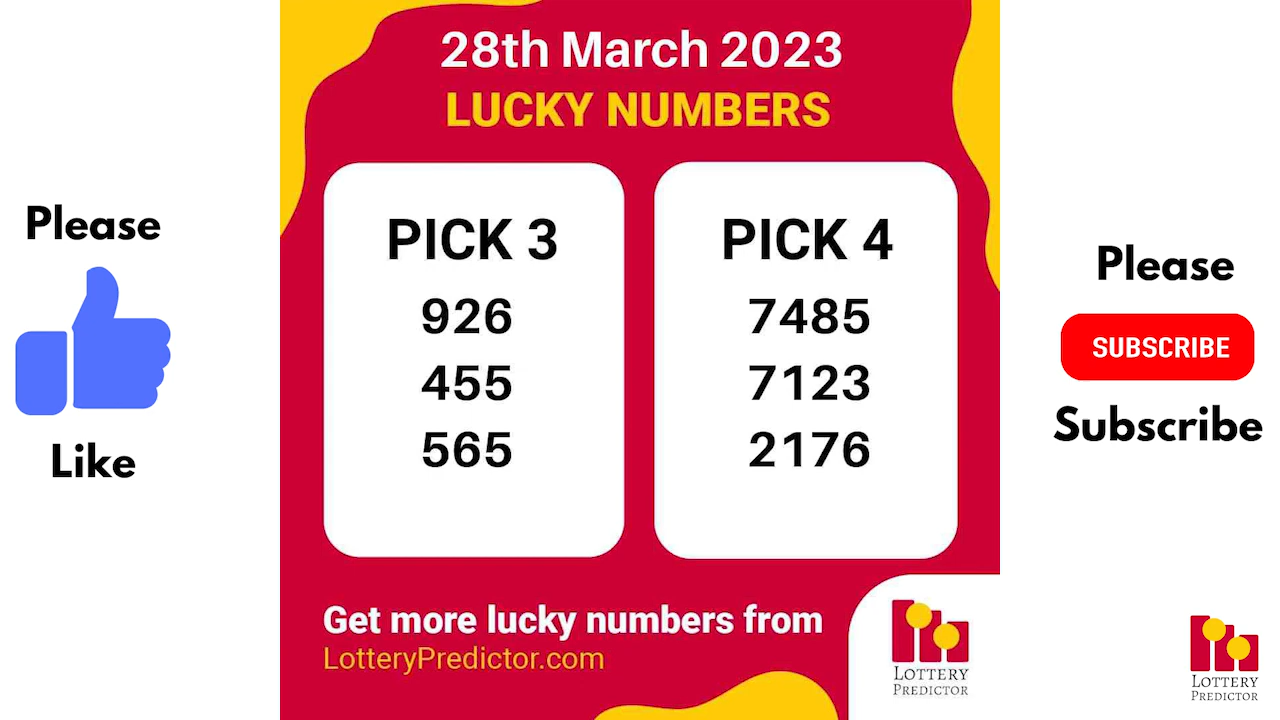 28th March 2023
LUCKY NUMBERS
PICK 3
926
455
565
PICK 4
7485
7123
2176
Get more lucky numbers from
LotteryPredictor.com
LOTTERY
PREDICTOR
Please
Like
Please
SUBSCRIBE
Subscribe
LOTTERY
PREDICTOR